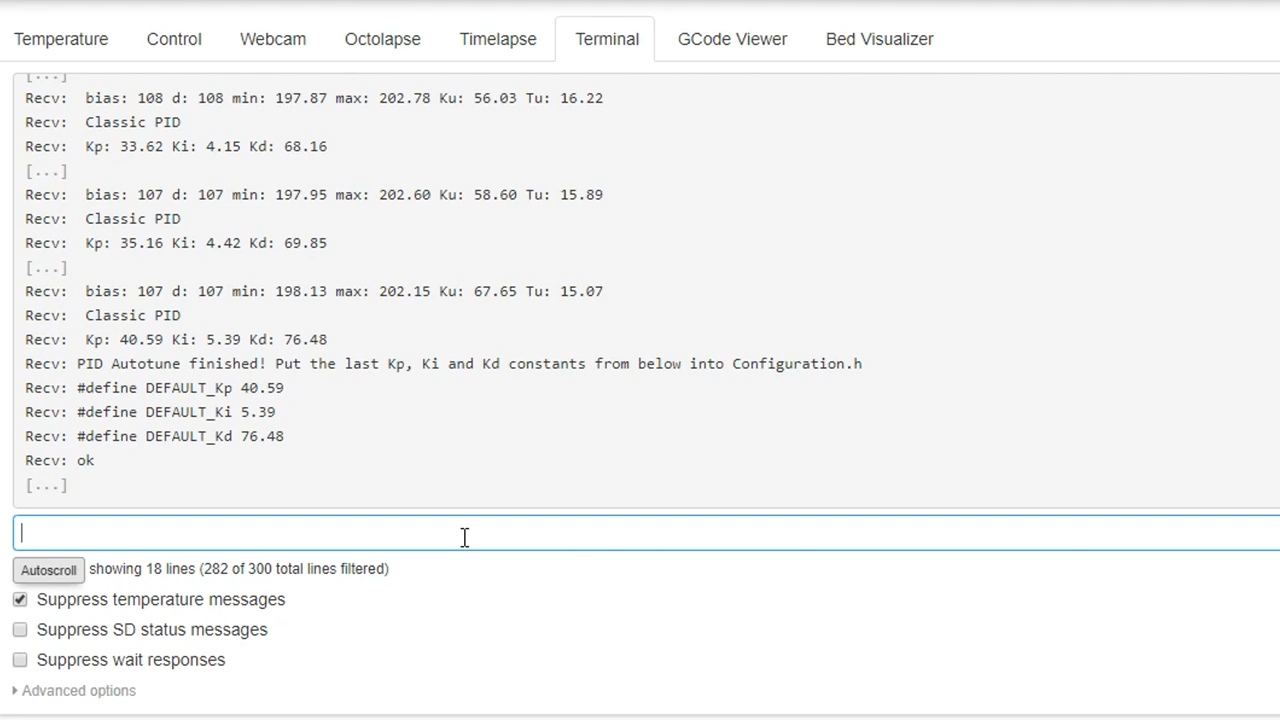 Temperature Control Webcam Octolapse Timelapse Terminal GCode Viewer Bed Visualizer
[...]
Recv:  bias: 108 d: 108 min: 197.87 max: 202.78 Ku: 56.03 Tu: 16.22
Recv:  Classic PID
Recv:  Kp: 33.62 Ki: 4.15 Kd: 68.16
[...]
Recv:  bias: 107 d: 107 min: 197.95 max: 202.60 Ku: 58.60 Tu: 15.89
Recv:  Classic PID
Recv:  Kp: 35.16 Ki: 4.42 Kd: 69.85
[...]
Recv:  bias: 107 d: 107 min: 198.13 max: 202.15 Ku: 67.65 Tu: 15.07
Recv:  Classic PID
Recv:  Kp: 40.59 Ki: 5.39 Kd: 76.48
Recv: PID Autotune finished! Put the last Kp, Ki and Kd constants from below into Configuration.h
Recv: #define DEFAULT_Kp 40.59
Recv: #define DEFAULT_Ki 5.39
Recv: #define DEFAULT_Kd 76.48
Recv: ok
[...]
Autoscroll showing 18 lines (282 of 300 total lines filtered)
Suppress temperature messages
Suppress SD status messages
Suppress wait responses
Advanced options